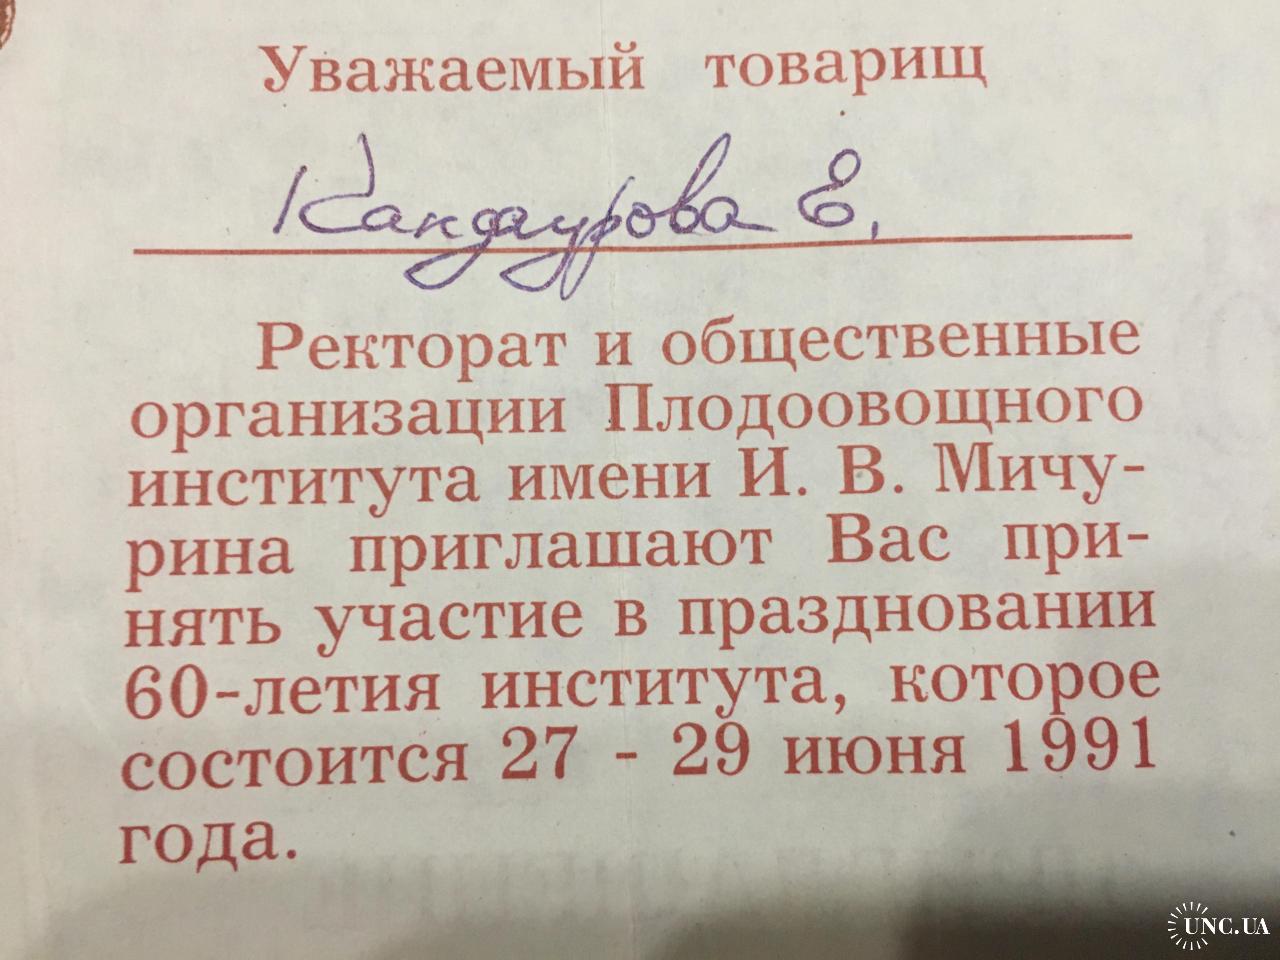 Уважаемый товарищ
Кандаурова Е.
Ректорат и общественные
организации Плодоовощного
института имени И. В. Мичу-
рина приглашают Вас при-
нять участие в праздновании
60-летия института, которое
состоится 27 - 29 июня 1991
года.
UNC.UA